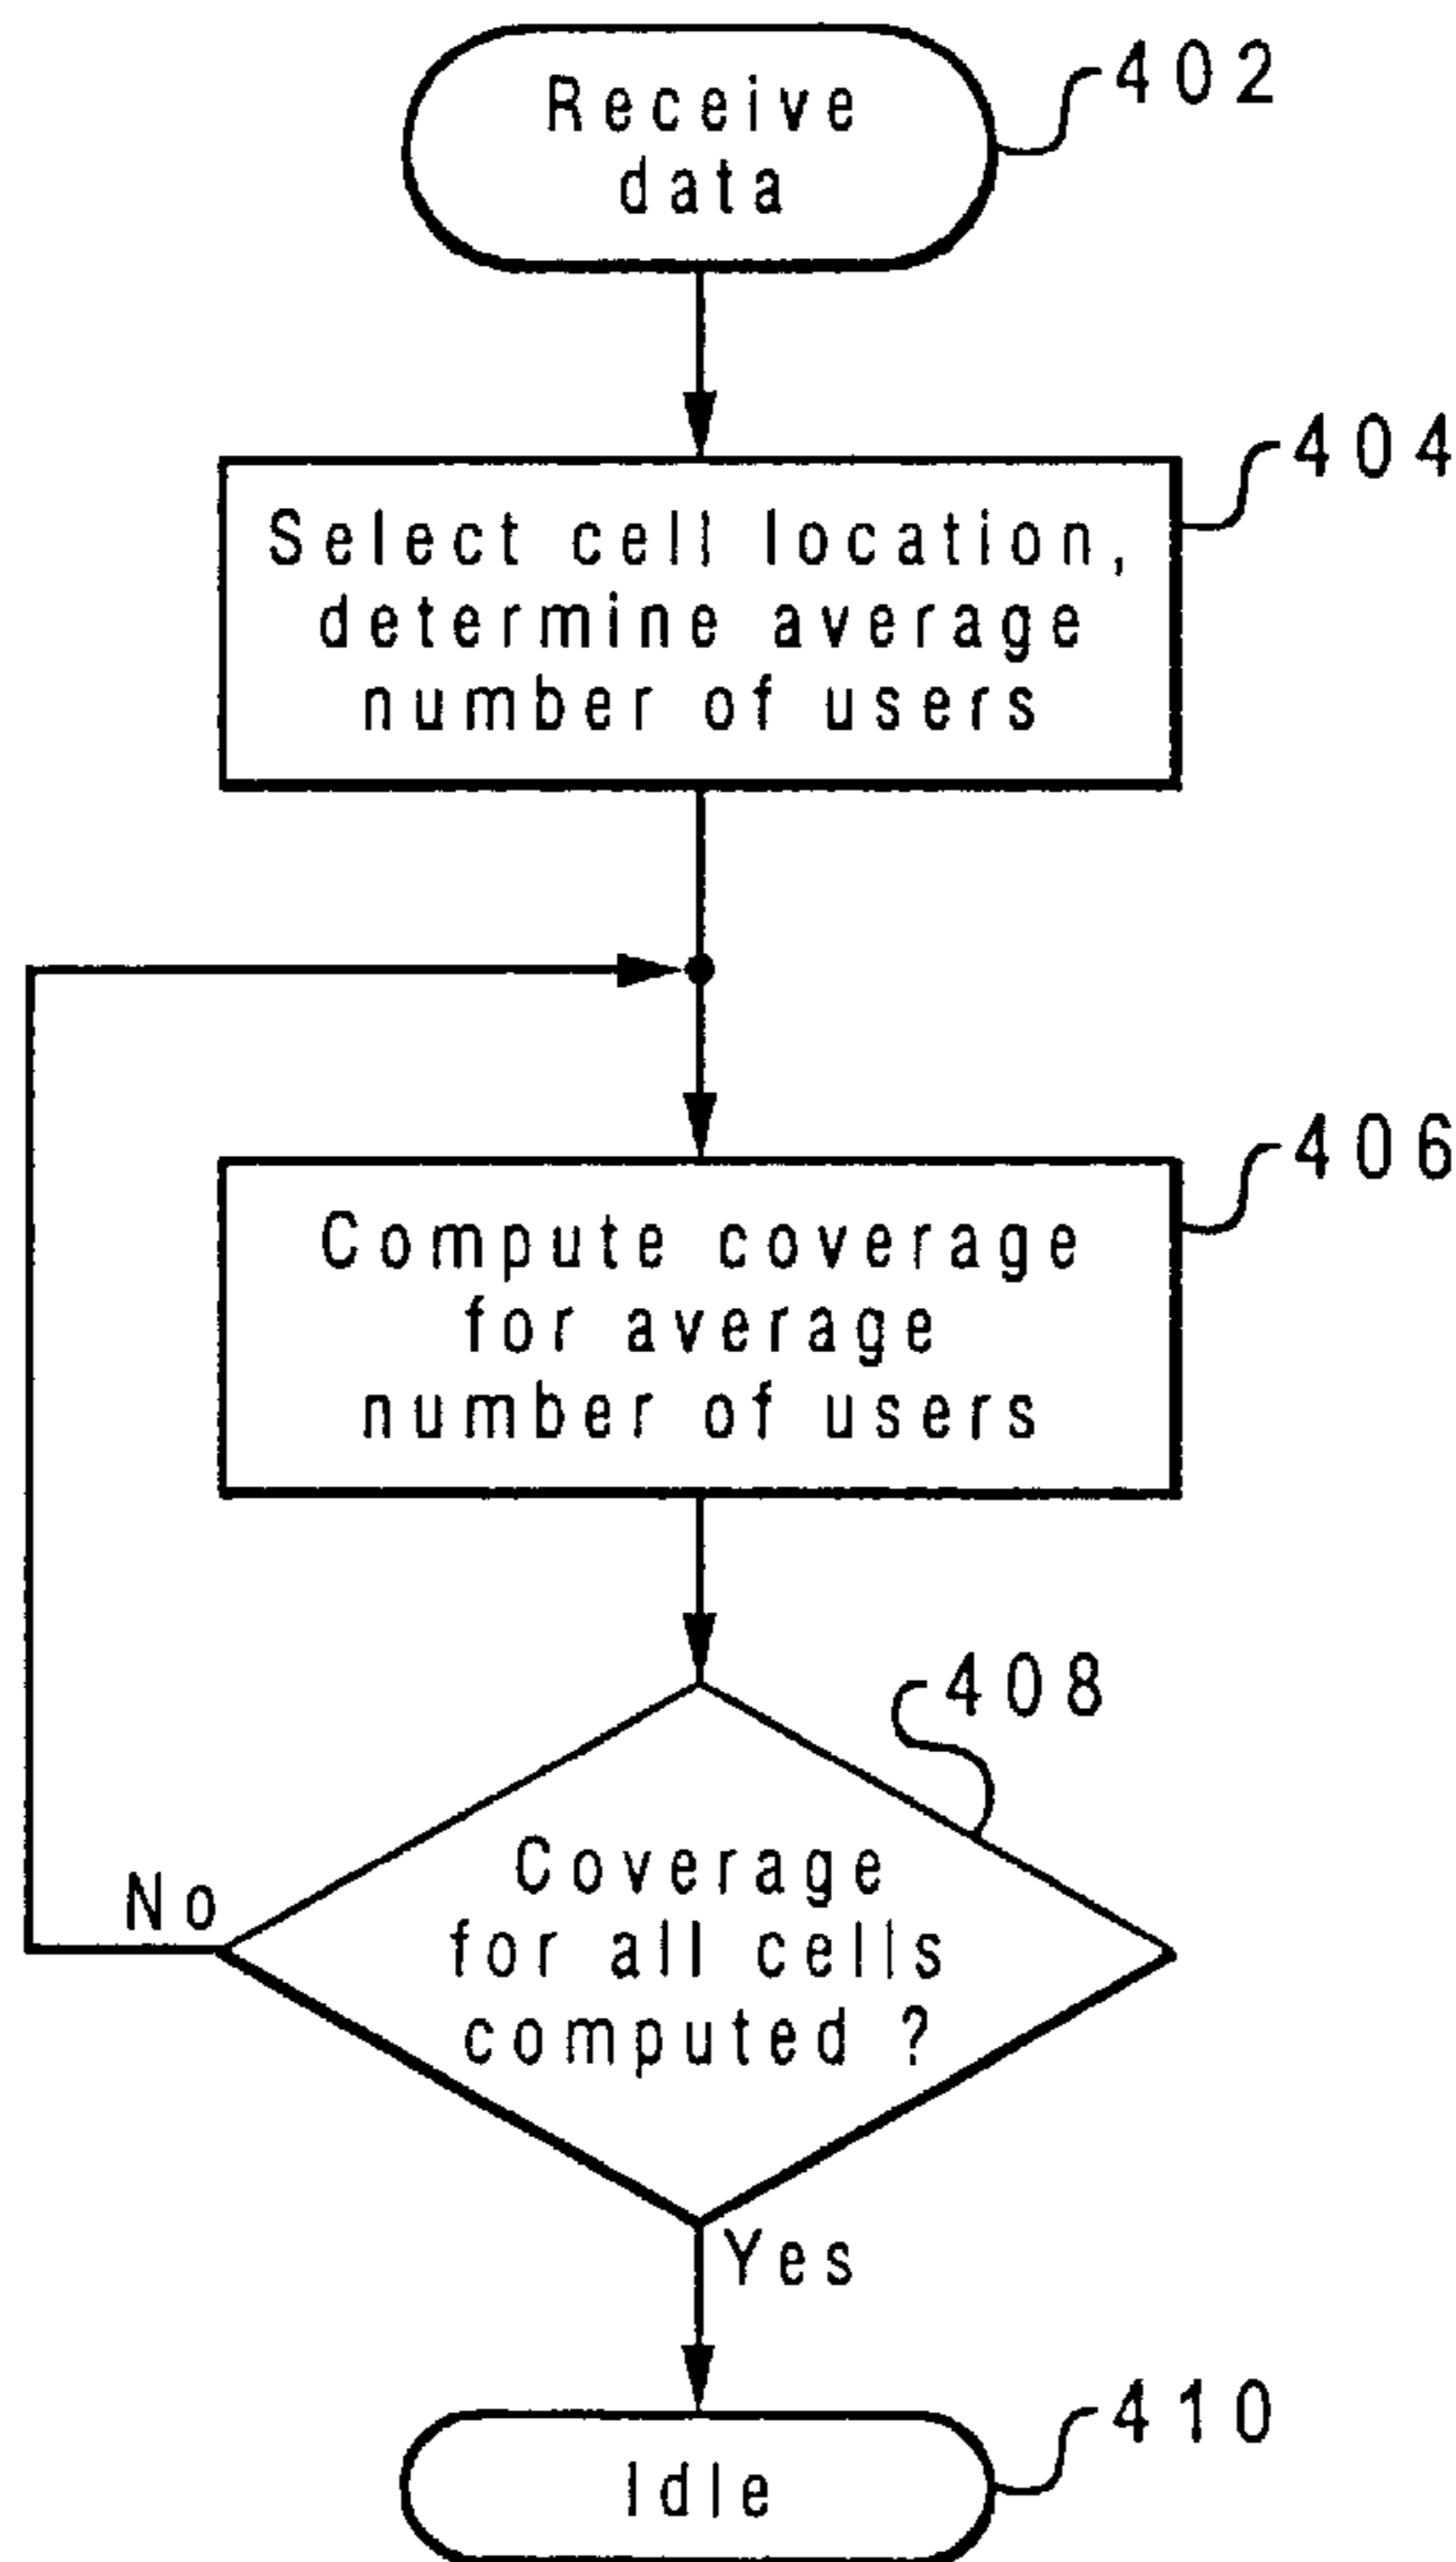 Receive
data
402
Select cell location,
determine average
number of users
404
Compute coverage
for average
number of users
406
408
Coverage
for all cells
computed ?
No
Yes
Idle
410